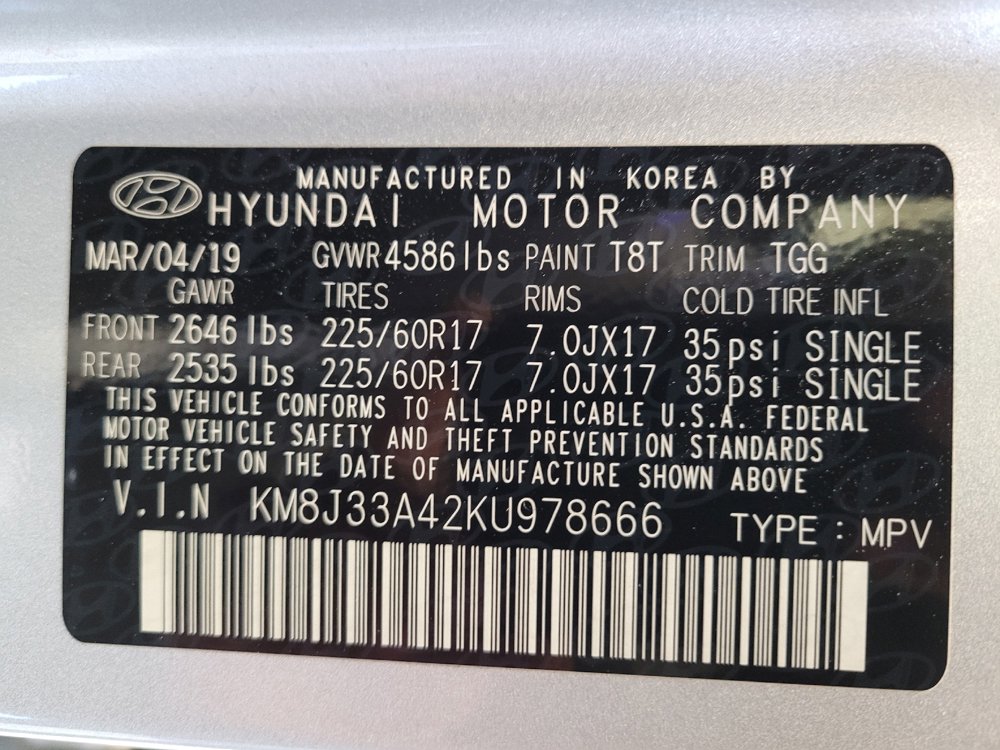 MANUFACTURED IN KOREA BY
HYUNDAI MOTOR COMPANY
MAR/04/19 GVWR 4586 lbs PAINT T8T TRIM TGG
GAWR TIRES RIMS COLD TIRE INFL
FRONT 2646 lbs 225/60R17 7.0JX17 35psi SINGLE
REAR 2535 lbs 225/60R17 7.0JX17 35psi SINGLE
THIS VEHICLE CONFORMS TO ALL APPLICABLE U.S.A. FEDERAL
MOTOR VEHICLE SAFETY AND THEFT PREVENTION STANDARDS
IN EFFECT ON THE DATE OF MANUFACTURE SHOWN ABOVE
V.I.N KM8J33A42KU978666 TYPE : MPV